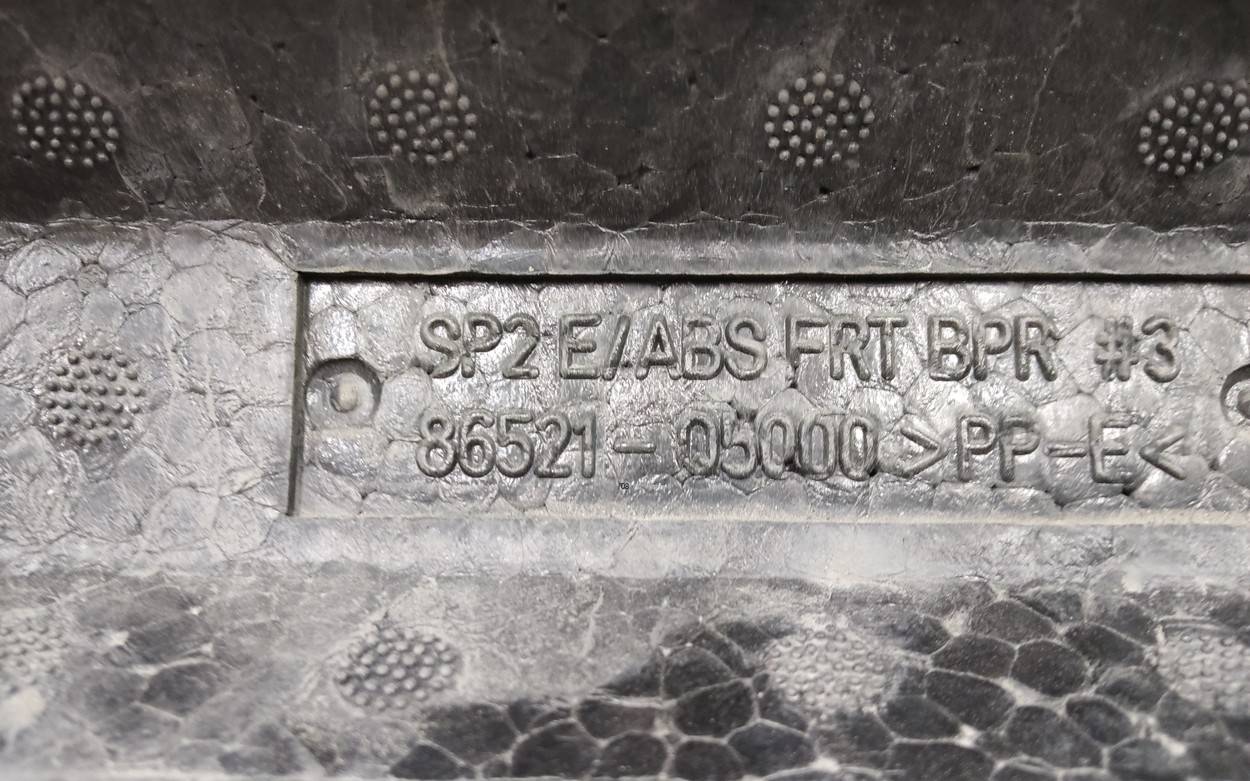 SP2 E/ABS FRT BPR #3
86521 - 05000 >PP-E<